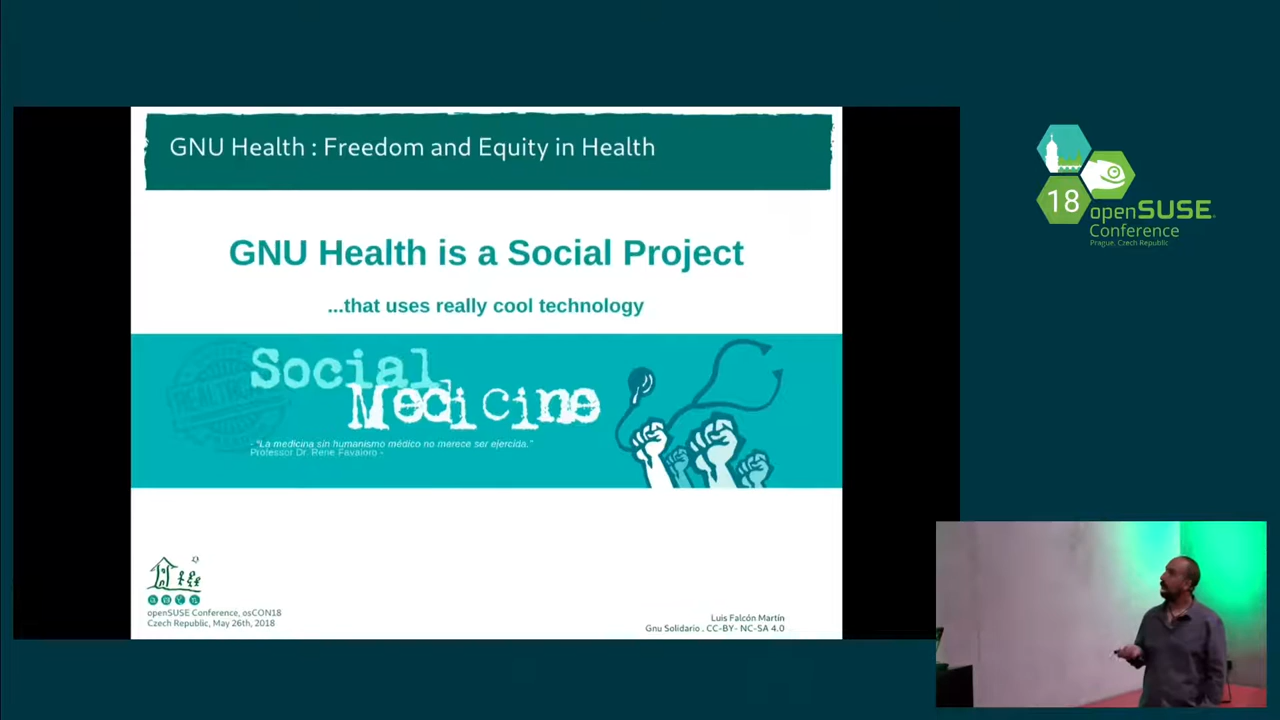 GNU Health : Freedom and Equity in Health
GNU Health is a Social Project
...that uses really cool technology
Social
Medicine
- "La medicina sin humanismo médico no merece ser ejercida."
Professor Dr. Rene Favaloro -
openSUSE Conference, osCON18
Czech Republic, May 26th, 2018
Luis Falcón Martín
Gnu Solidario . CC-BY- NC-SA 4.0
18
openSUSE
Conference
Prague, Czech Republic